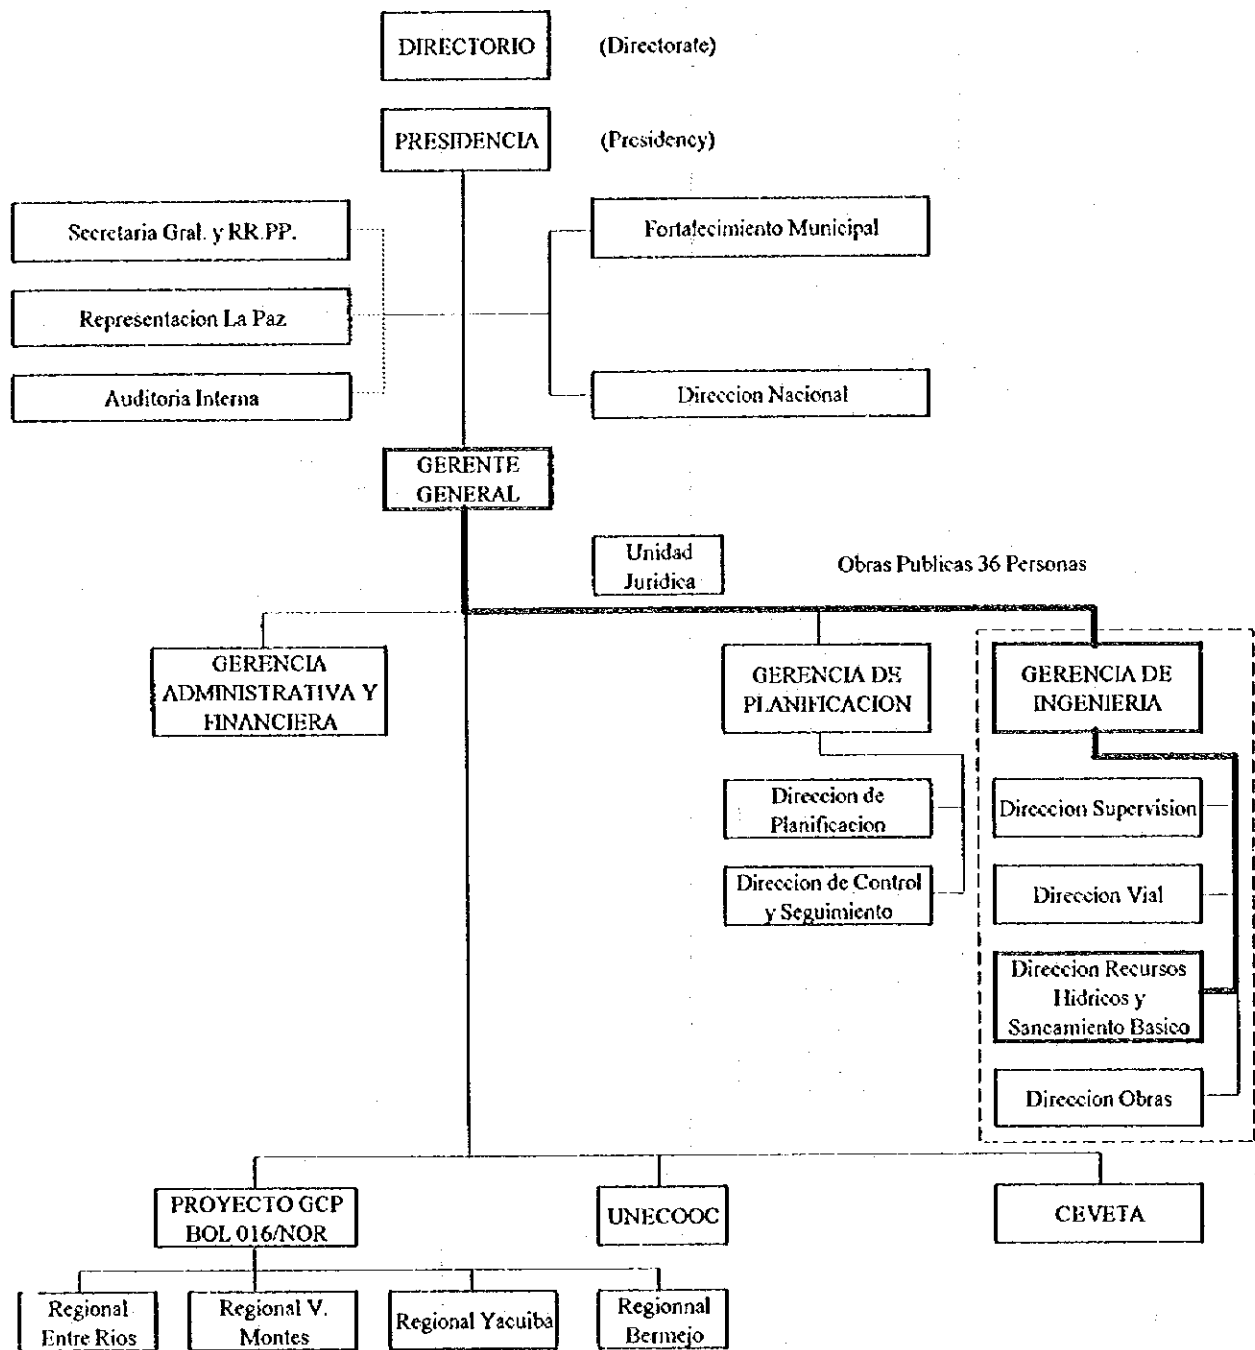 DIRECTORIO (Directorate)
PRESIDENCIA (Presidency)
Secretaria Gral. y RR.PP.
Fortalecimiento Municipal
Representacion La Paz
Auditoria Interna
Direccion Nacional
GERENTE
GENERAL
Unidad
Juridica
Obras Publicas 36 Personas
GERENCIA
ADMINISTRATIVA Y
FINANCIERA
GERENCIA DE
PLANIFICACION
GERENCIA DE
INGENIERIA
Direccion de
Planificacion
Direccion de Control
y Seguimiento
Direccion Supervision
Direccion Vial
Direccion Recursos
Hidricos y
Saneamiento Basico
Direccion Obras
PROYECTO GCP
BOL 016/NOR
UNECOOC
CEVETA
Regional
Entre Rios
Regional V.
Montes
Regional Yacuiba
Regionnal
Bermejo